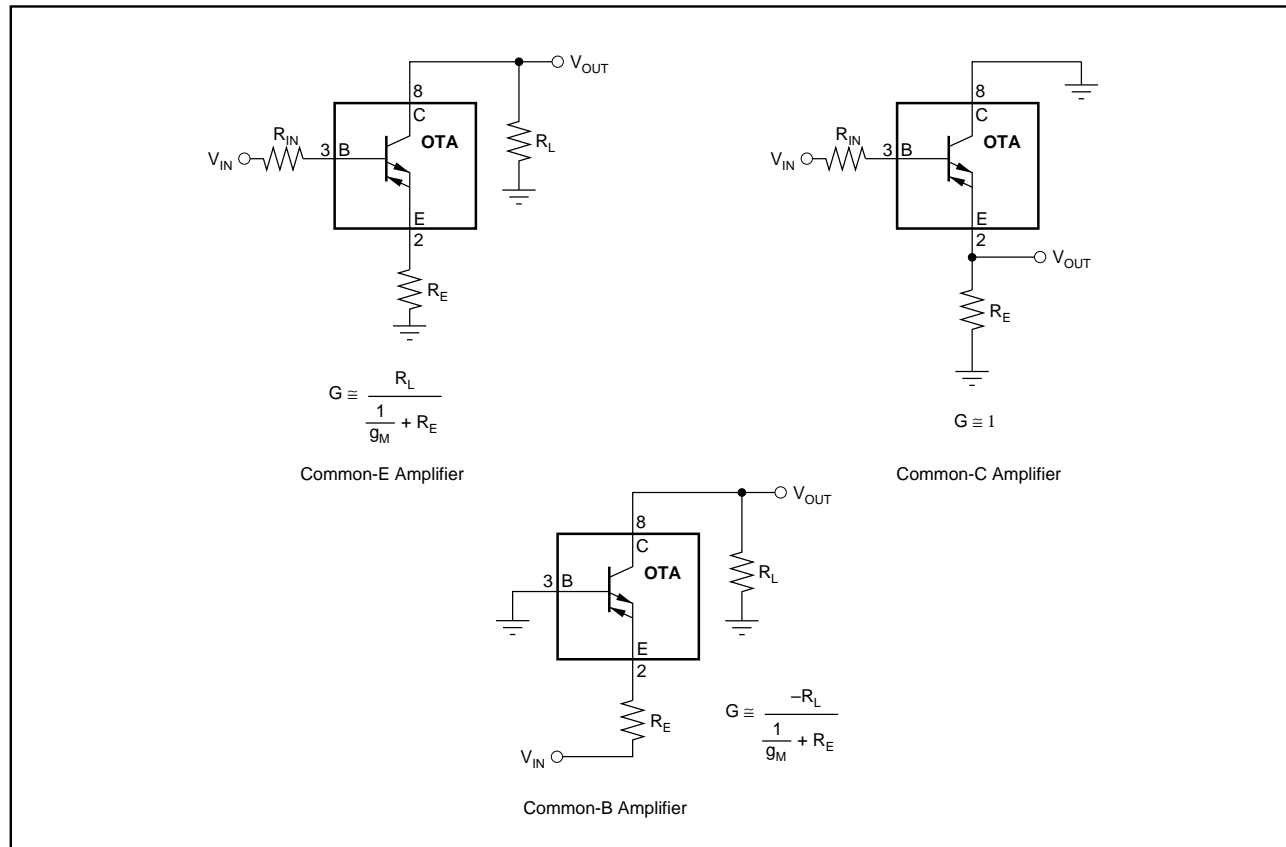 V_OUT
8
C
OTA
R_IN
V_IN
3 B
R_L
E
2
R_E
G ≅ R_L / (1/g_M + R_E)
Common-E Amplifier
8
C
OTA
R_IN
V_IN
3 B
E
2
V_OUT
R_E
G ≅ 1
Common-C Amplifier
V_OUT
8
C
OTA
3 B
R_L
E
2
R_E
V_IN
G ≅ –R_L / (1/g_M + R_E)
Common-B Amplifier